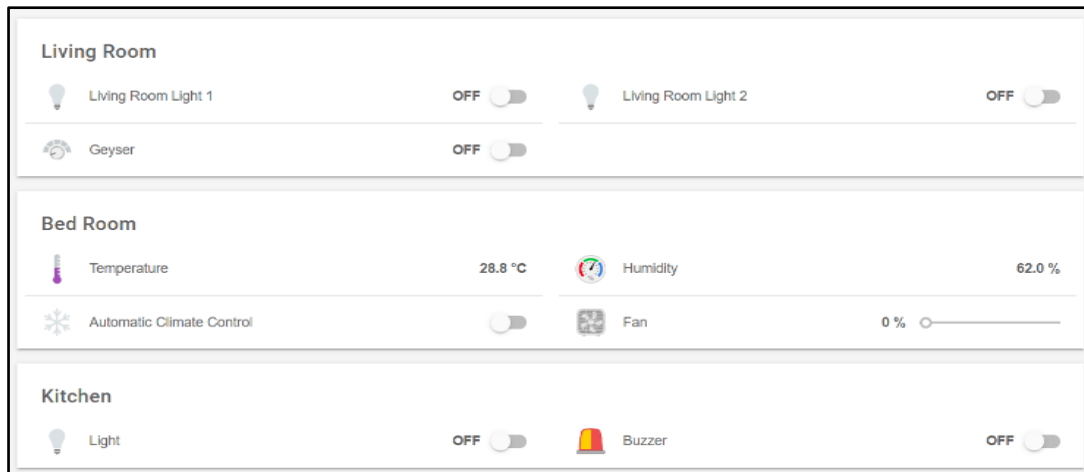 Living Room
Living Room Light 1 OFF Living Room Light 2 OFF
Geyser OFF
Bed Room
Temperature 28.8 °C Humidity 62.0 %
Automatic Climate Control Fan 0 %
Kitchen
Light OFF Buzzer OFF